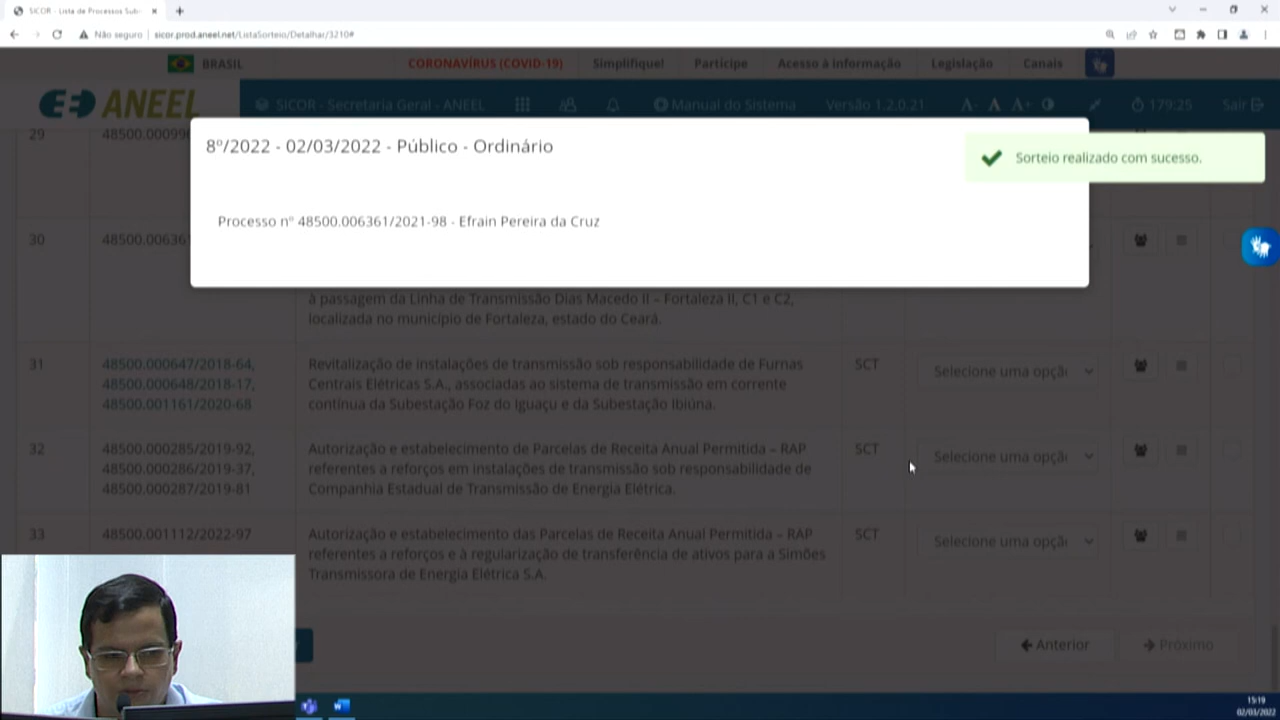 SICOR - Lista de Processos Sub
Não seguro | sicor.prod.aneel.net/ListaSorteio/Detalhar/3210#
BRASIL
CORONAVÍRUS (COVID-19)
Simplifique!
Participe
Acesso à informação
Legislação
Canais
ANEEL
SICOR - Secretaria Geral - ANEEL
Manual do Sistema
Versão 1.2.0.21
A- A A+
179:25
Sair
8º/2022 - 02/03/2022 - Público - Ordinário
Sorteio realizado com sucesso.
Processo nº 48500.006361/2021-98 - Efrain Pereira da Cruz
29
30
à passagem da Linha de Transmissão Dias Macedo II – Fortaleza II, C1 e C2,
localizada no município de Fortaleza, estado do Ceará.
31
48500.000647/2018-64,
48500.000648/2018-17,
48500.001161/2020-68
Revitalização de instalações de transmissão sob responsabilidade de Furnas
Centrais Elétricas S.A., associadas ao sistema de transmissão em corrente
contínua da Subestação Foz do Iguaçu e da Subestação Ibiúna.
SCT
Selecione uma opçã
32
48500.000285/2019-92,
48500.000286/2019-37,
48500.000287/2019-81
Autorização e estabelecimento de Parcelas de Receita Anual Permitida – RAP
referentes a reforços em instalações de transmissão sob responsabilidade de
Companhia Estadual de Transmissão de Energia Elétrica.
SCT
Selecione uma opçã
33
48500.001112/2022-97
Autorização e estabelecimento das Parcelas de Receita Anual Permitida – RAP
referentes a reforços e à regularização de transferência de ativos para a Simões
Transmissora de Energia Elétrica S.A.
SCT
Selecione uma opçã
Anterior
Próximo
15:19
02/03/2022